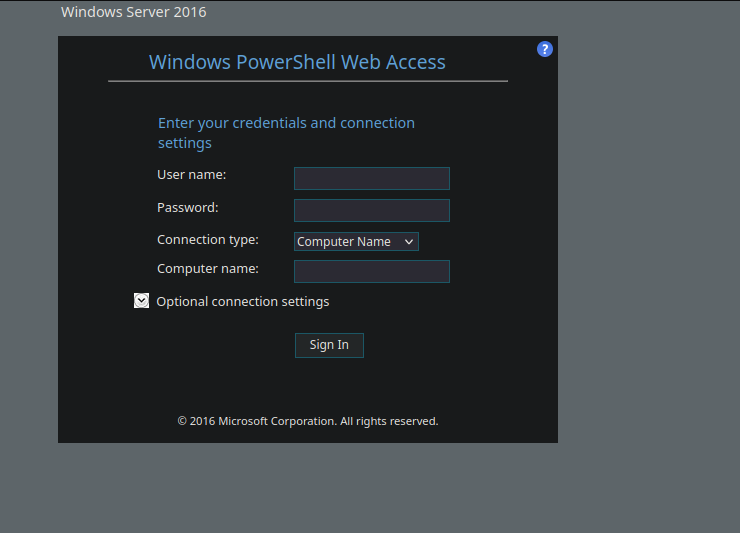 Windows Server 2016
?
Windows PowerShell Web Access
Enter your credentials and connection
settings
User name:
Password:
Connection type:
Computer Name
Computer name:
Optional connection settings
Sign In
© 2016 Microsoft Corporation. All rights reserved.